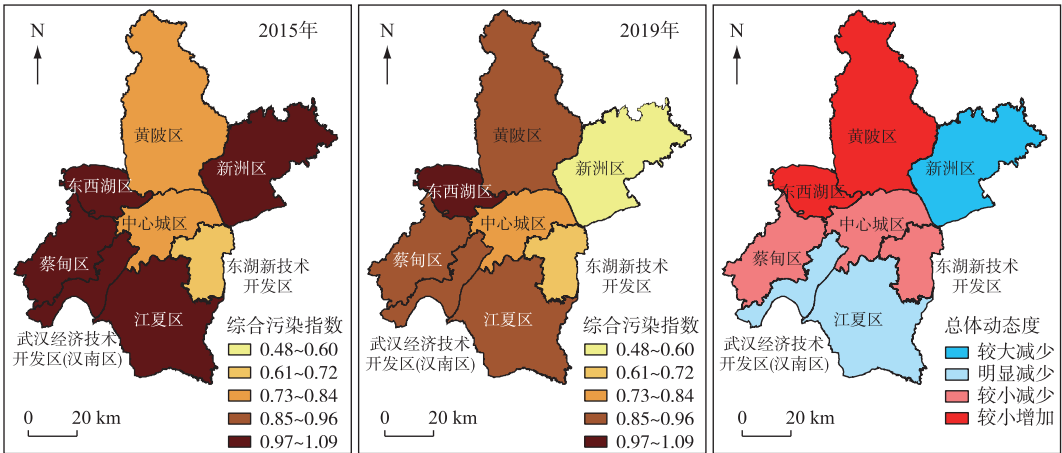 N
2015年
黄陂区
新洲区
东西湖区
中心城区
蔡甸区
东湖新技术
开发区
江夏区
武汉经济技术
开发区(汉南区)
综合污染指数
0.48~0.60
0.61~0.72
0.73~0.84
0.85~0.96
0.97~1.09
0 20 km
N
2019年
黄陂区
新洲区
东西湖区
中心城区
蔡甸区
东湖新技术
开发区
江夏区
武汉经济技术
开发区(汉南区)
综合污染指数
0.48~0.60
0.61~0.72
0.73~0.84
0.85~0.96
0.97~1.09
0 20 km
N
黄陂区
新洲区
东西湖区
中心城区
蔡甸区
东湖新技术
开发区
江夏区
武汉经济技术
开发区(汉南区)
总体动态度
较大减少
明显减少
较小减少
较小增加
0 20 km